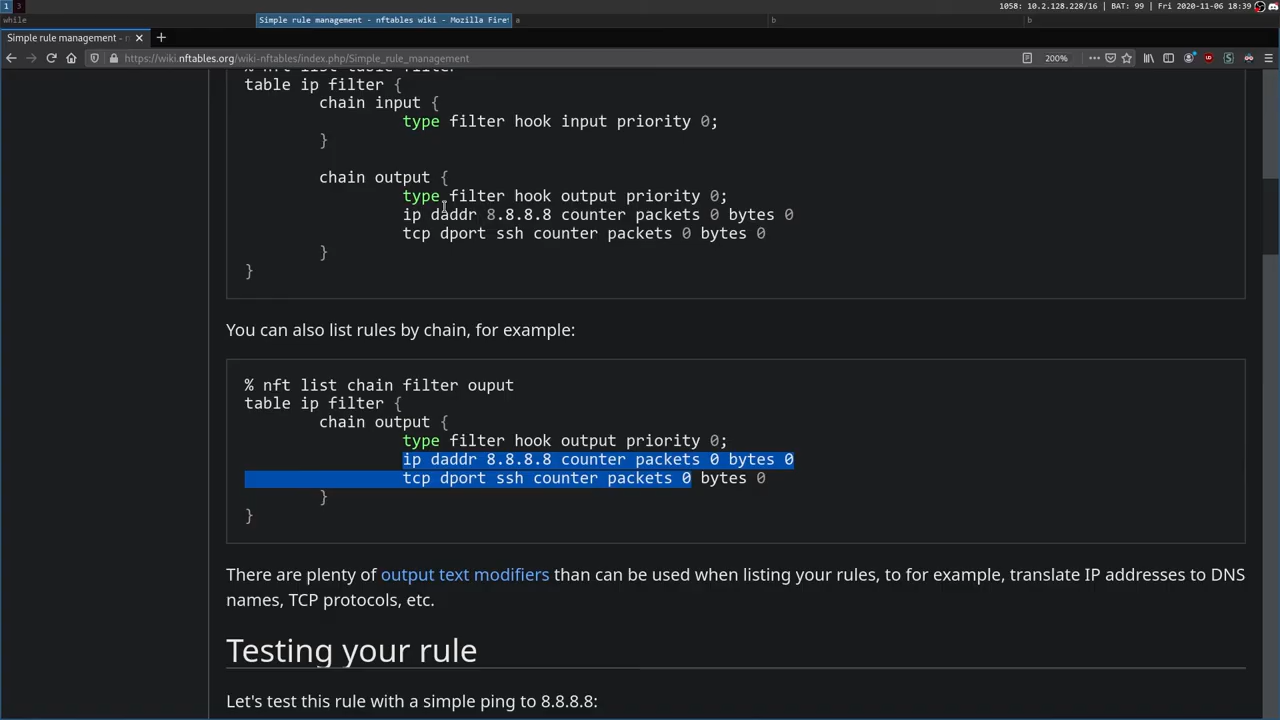 1 3 1058: 10.2.128.228/16 | BAT: 99 | Fri 2020-11-06 18:39
while Simple rule management - nftables wiki - Mozilla Fire a b b
Simple rule management -
https://wiki.nftables.org/wiki-nftables/index.php/Simple_rule_management 200%
% nft list table filter
table ip filter {
chain input {
type filter hook input priority 0;
}
chain output {
type filter hook output priority 0;
ip daddr 8.8.8.8 counter packets 0 bytes 0
tcp dport ssh counter packets 0 bytes 0
}
}
You can also list rules by chain, for example:
% nft list chain filter ouput
table ip filter {
chain output {
type filter hook output priority 0;
ip daddr 8.8.8.8 counter packets 0 bytes 0
tcp dport ssh counter packets 0 bytes 0
}
}
There are plenty of output text modifiers than can be used when listing your rules, to for example, translate IP addresses to DNS
names, TCP protocols, etc.
Testing your rule
Let's test this rule with a simple ping to 8.8.8.8: